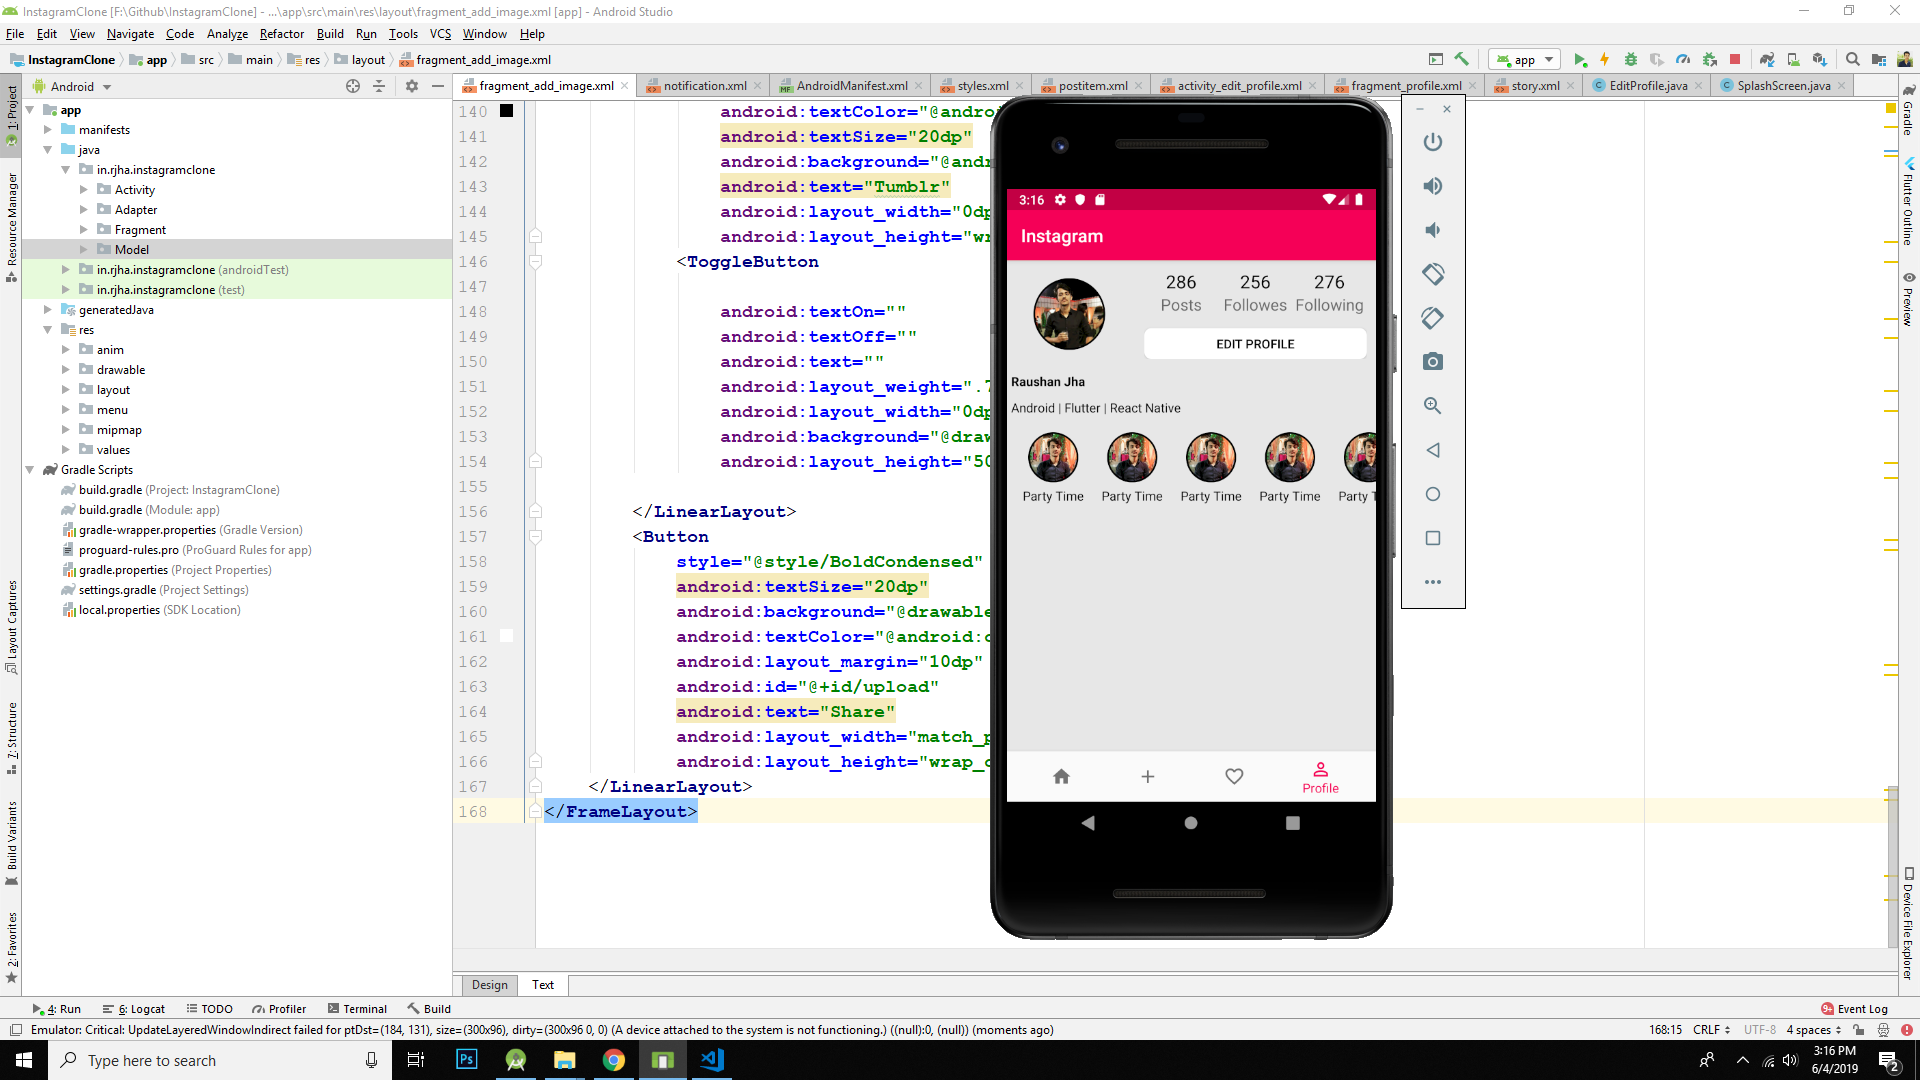 InstagramClone [F:\Github\InstagramClone] - ...\app\src\main\res\layout\fragment_add_image.xml [app] - Android Studio
File Edit View Navigate Code Analyze Refactor Build Run Tools VCS Window Help
InstagramClone app src main res layout fragment_add_image.xml
app
Android
fragment_add_image.xml notification.xml AndroidManifest.xml styles.xml postitem.xml activity_edit_profile.xml fragment_profile.xml story.xml EditProfile.java SplashScreen.java
1: Project
Resource Manager
Layout Captures
7: Structure
Build Variants
2: Favorites
app
manifests
java
in.rjha.instagramclone
Activity
Adapter
Fragment
Model
in.rjha.instagramclone (androidTest)
in.rjha.instagramclone (test)
generatedJava
res
anim
drawable
layout
menu
mipmap
values
Gradle Scripts
build.gradle (Project: InstagramClone)
build.gradle (Module: app)
gradle-wrapper.properties (Gradle Version)
proguard-rules.pro (ProGuard Rules for app)
gradle.properties (Project Properties)
settings.gradle (Project Settings)
local.properties (SDK Location)
140 android:textColor="@andro
141 android:textSize="20dp"
142 android:background="@andr
143 android:text="Tumblr"
144 android:layout_width="0dp
145 android:layout_height="wr
146 <ToggleButton
147
148 android:textOn=""
149 android:textOff=""
150 android:text=""
151 android:layout_weight=".7
152 android:layout_width="0dp
153 android:background="@draw
154 android:layout_height="50
155
156 </LinearLayout>
157 <Button
158 style="@style/BoldCondensed"
159 android:textSize="20dp"
160 android:background="@drawable
161 android:textColor="@android:c
162 android:layout_margin="10dp"
163 android:id="@+id/upload"
164 android:text="Share"
165 android:layout_width="match_p
166 android:layout_height="wrap_c
167 </LinearLayout>
168 </FrameLayout>
3:16
Instagram
286 256 276
Posts Followes Following
EDIT PROFILE
Raushan Jha
Android | Flutter | React Native
Party Time Party Time Party Time Party Time Party T
Profile
Gradle
Flutter Outline
Preview
Device File Explorer
Design Text
4: Run 6: Logcat TODO Profiler Terminal Build Event Log
Emulator: Critical: UpdateLayeredWindowIndirect failed for ptDst=(184, 131), size=(300x96), dirty=(300x96 0, 0) (A device attached to the system is not functioning.) ((null):0, (null)) (moments ago) 168:15 CRLF UTF-8 4 spaces
Type here to search
Ps
3:16 PM
6/4/2019
2